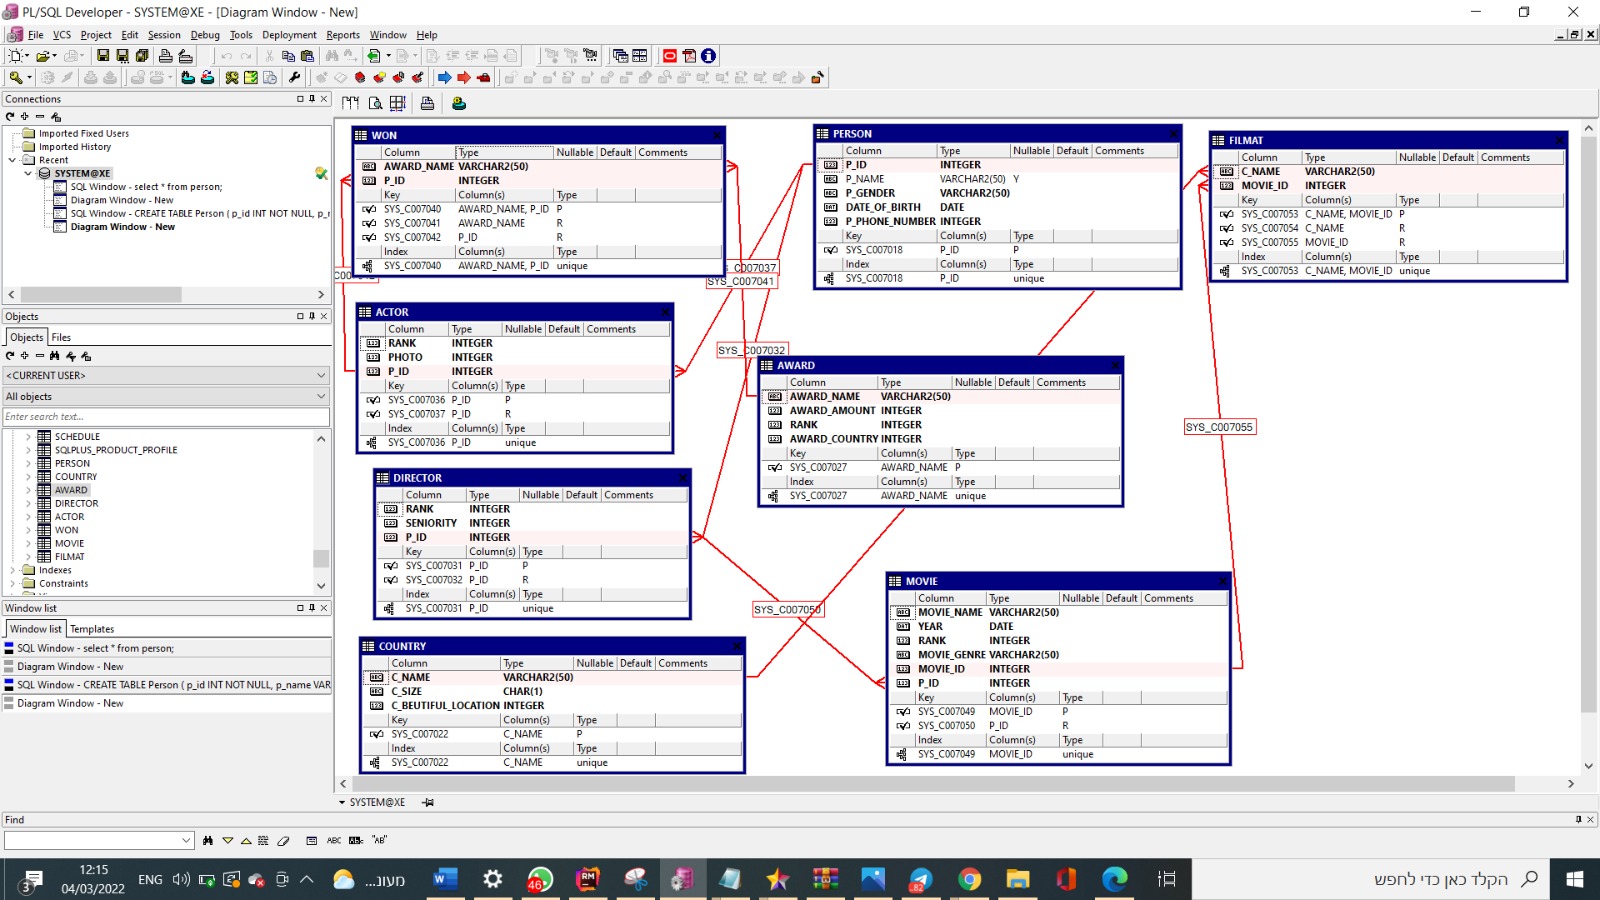 PL/SQL Developer - SYSTEM@XE - [Diagram Window - New]
File VCS Project Edit Session Debug Tools Deployment Reports Window Help
Connections
Imported Fixed Users
Imported History
Recent
SYSTEM@XE
SQL Window - select * from person;
Diagram Window - New
SQL Window - CREATE TABLE Person ( p_id INT NOT NULL, p_r
Diagram Window - New
Objects
Objects Files
<CURRENT USER>
All objects
Enter search text...
SCHEDULE
SQLPLUS_PRODUCT_PROFILE
PERSON
COUNTRY
AWARD
DIRECTOR
ACTOR
WON
MOVIE
FILMAT
Indexes
Constraints
Window list
Window list Templates
SQL Window - select * from person;
Diagram Window - New
SQL Window - CREATE TABLE Person ( p_id INT NOT NULL, p_name VAR
Diagram Window - New
WON
Column Type Nullable Default Comments
AWARD_NAME VARCHAR2(50)
P_ID INTEGER
Key Column(s) Type
SYS_C007040 AWARD_NAME, P_ID P
SYS_C007041 AWARD_NAME R
SYS_C007042 P_ID R
Index Column(s) Type
SYS_C007040 AWARD_NAME, P_ID unique
ACTOR
Column Type Nullable Default Comments
RANK INTEGER
PHOTO INTEGER
P_ID INTEGER
Key Column(s) Type
SYS_C007036 P_ID P
SYS_C007037 P_ID R
Index Column(s) Type
SYS_C007036 P_ID unique
DIRECTOR
Column Type Nullable Default Comments
RANK INTEGER
SENIORITY INTEGER
P_ID INTEGER
Key Column(s) Type
SYS_C007031 P_ID P
SYS_C007032 P_ID R
Index Column(s) Type
SYS_C007031 P_ID unique
COUNTRY
Column Type Nullable Default Comments
C_NAME VARCHAR2(50)
C_SIZE CHAR(1)
C_BEUTIFUL_LOCATION INTEGER
Key Column(s) Type
SYS_C007022 C_NAME P
Index Column(s) Type
SYS_C007022 C_NAME unique
PERSON
Column Type Nullable Default Comments
P_ID INTEGER
P_NAME VARCHAR2(50) Y
P_GENDER VARCHAR2(50)
DATE_OF_BIRTH DATE
P_PHONE_NUMBER INTEGER
Key Column(s) Type
SYS_C007018 P_ID P
Index Column(s) Type
SYS_C007018 P_ID unique
C007037
SYS_C007041
SYS_C007032
AWARD
Column Type Nullable Default Comments
AWARD_NAME VARCHAR2(50)
AWARD_AMOUNT INTEGER
RANK INTEGER
AWARD_COUNTRY INTEGER
Key Column(s) Type
SYS_C007027 AWARD_NAME P
Index Column(s) Type
SYS_C007027 AWARD_NAME unique
SYS_C007050
MOVIE
Column Type Nullable Default Comments
MOVIE_NAME VARCHAR2(50)
YEAR DATE
RANK INTEGER
MOVIE_GENRE VARCHAR2(50)
MOVIE_ID INTEGER
P_ID INTEGER
Key Column(s) Type
SYS_C007049 MOVIE_ID P
SYS_C007050 P_ID R
Index Column(s) Type
SYS_C007049 MOVIE_ID unique
FILMAT
Column Type Nullable Default Comments
C_NAME VARCHAR2(50)
MOVIE_ID INTEGER
Key Column(s) Type
SYS_C007053 C_NAME, MOVIE_ID P
SYS_C007054 C_NAME R
SYS_C007055 MOVIE_ID R
Index Column(s) Type
SYS_C007053 C_NAME, MOVIE_ID unique
SYS_C007055
SYSTEM@XE
Find
ABC "AB"
3
12:15
04/03/2022
ENG
מעונ...
46
82
הקלד כאן כדי לחפש